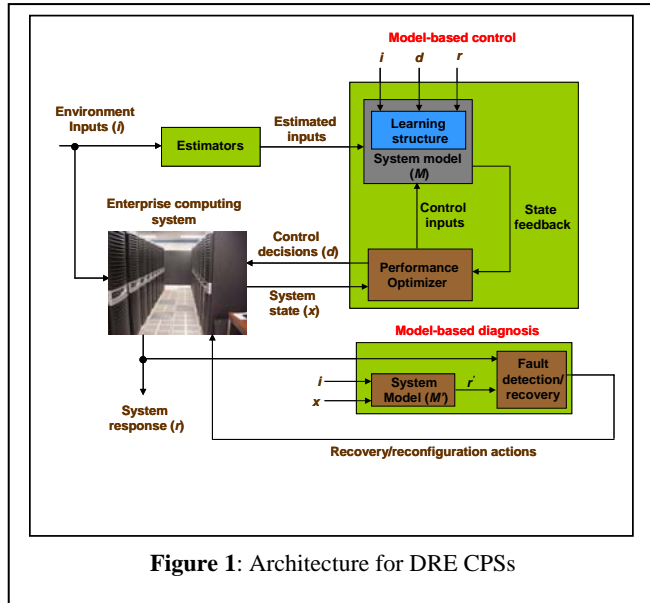 Model-based control
i d r
Environment
Inputs (i)
Estimated
inputs
Estimators
Learning
structure
System model
(M)
Enterprise computing
system
Control
inputs
State
feedback
Control
decisions (d)
Performance
Optimizer
System
state (x)
Model-based diagnosis
i
x
System
Model (M')
r'
Fault
detection/
recovery
System
response (r)
Recovery/reconfiguration actions
Figure 1: Architecture for DRE CPSs